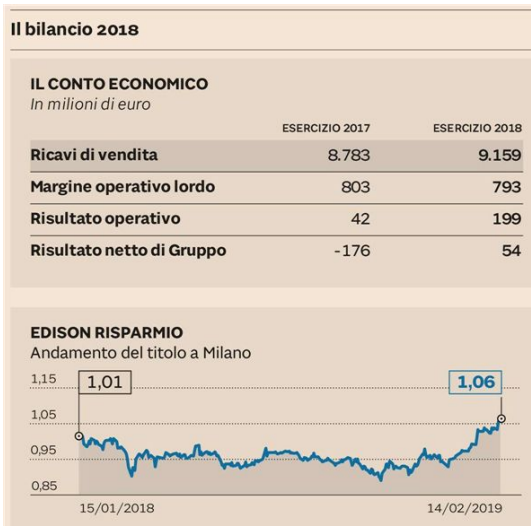 Il bilancio 2018
IL CONTO ECONOMICO
In milioni di euro
ESERCIZIO 2017 ESERCIZIO 2018
Ricavi di vendita 8.783 9.159
Margine operativo lordo 803 793
Risultato operativo 42 199
Risultato netto di Gruppo -176 54
EDISON RISPARMIO
Andamento del titolo a Milano
1,15 1,01 1,06
1,05
0,95
0,85
15/01/2018 14/02/2019